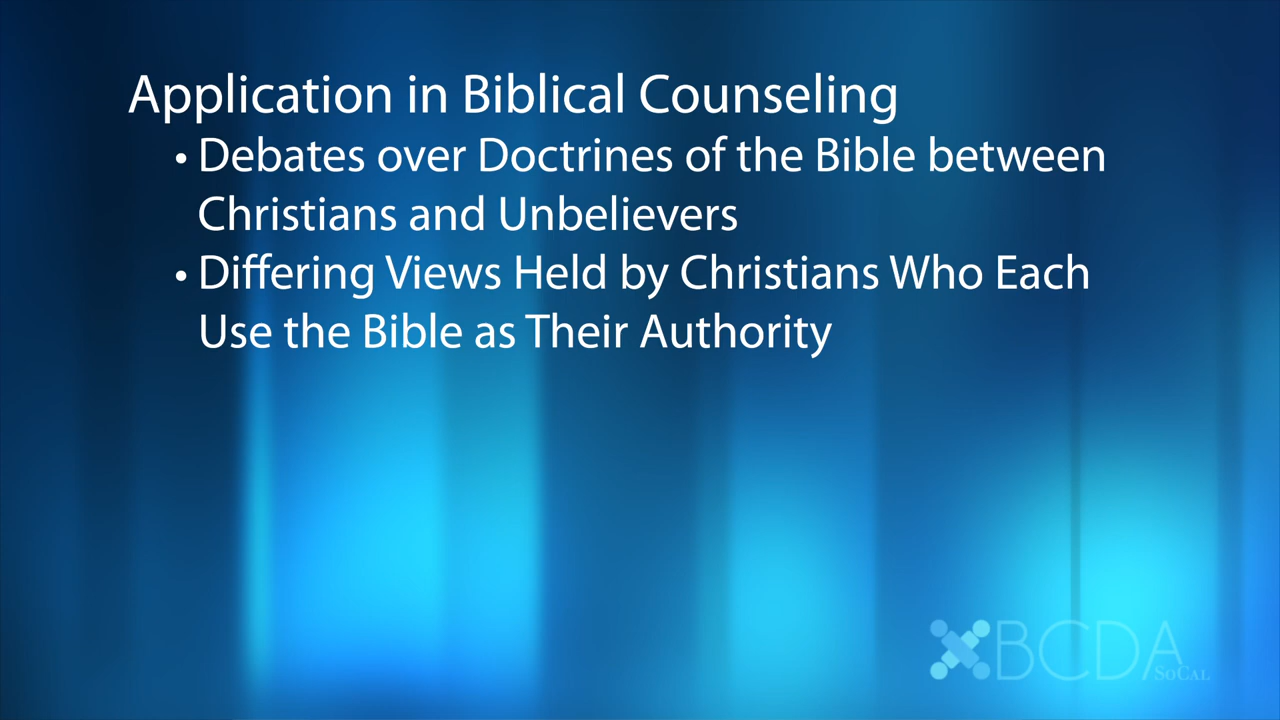 Application in Biblical Counseling
• Debates over Doctrines of the Bible between
Christians and Unbelievers
• Differing Views Held by Christians Who Each
Use the Bible as Their Authority
BCDA
SoCal